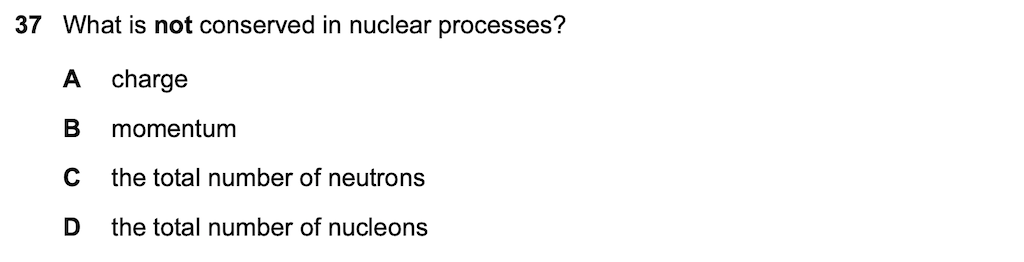 37 What is not conserved in nuclear processes?
A charge
B momentum
C the total number of neutrons
D the total number of nucleons